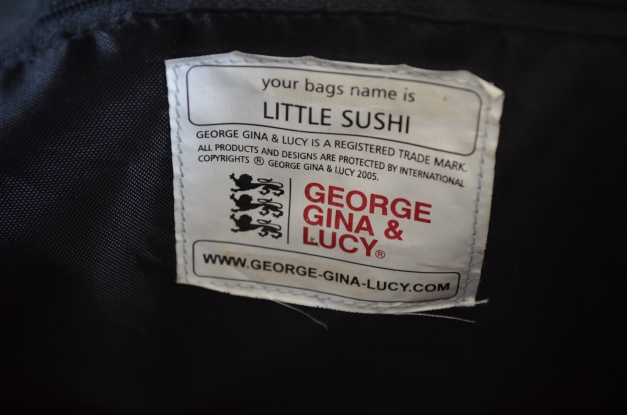 your bags name is
LITTLE SUSHI
GEORGE GINA & LUCY IS A REGISTERED TRADE MARK.
ALL PRODUCTS AND DESIGNS ARE PROTECTED BY INTERNATIONAL
COPYRIGHTS ® GEORGE GINA & LUCY 2005.
GEORGE
GINA &
LUCY®
WWW.GEORGE-GINA-LUCY.COM